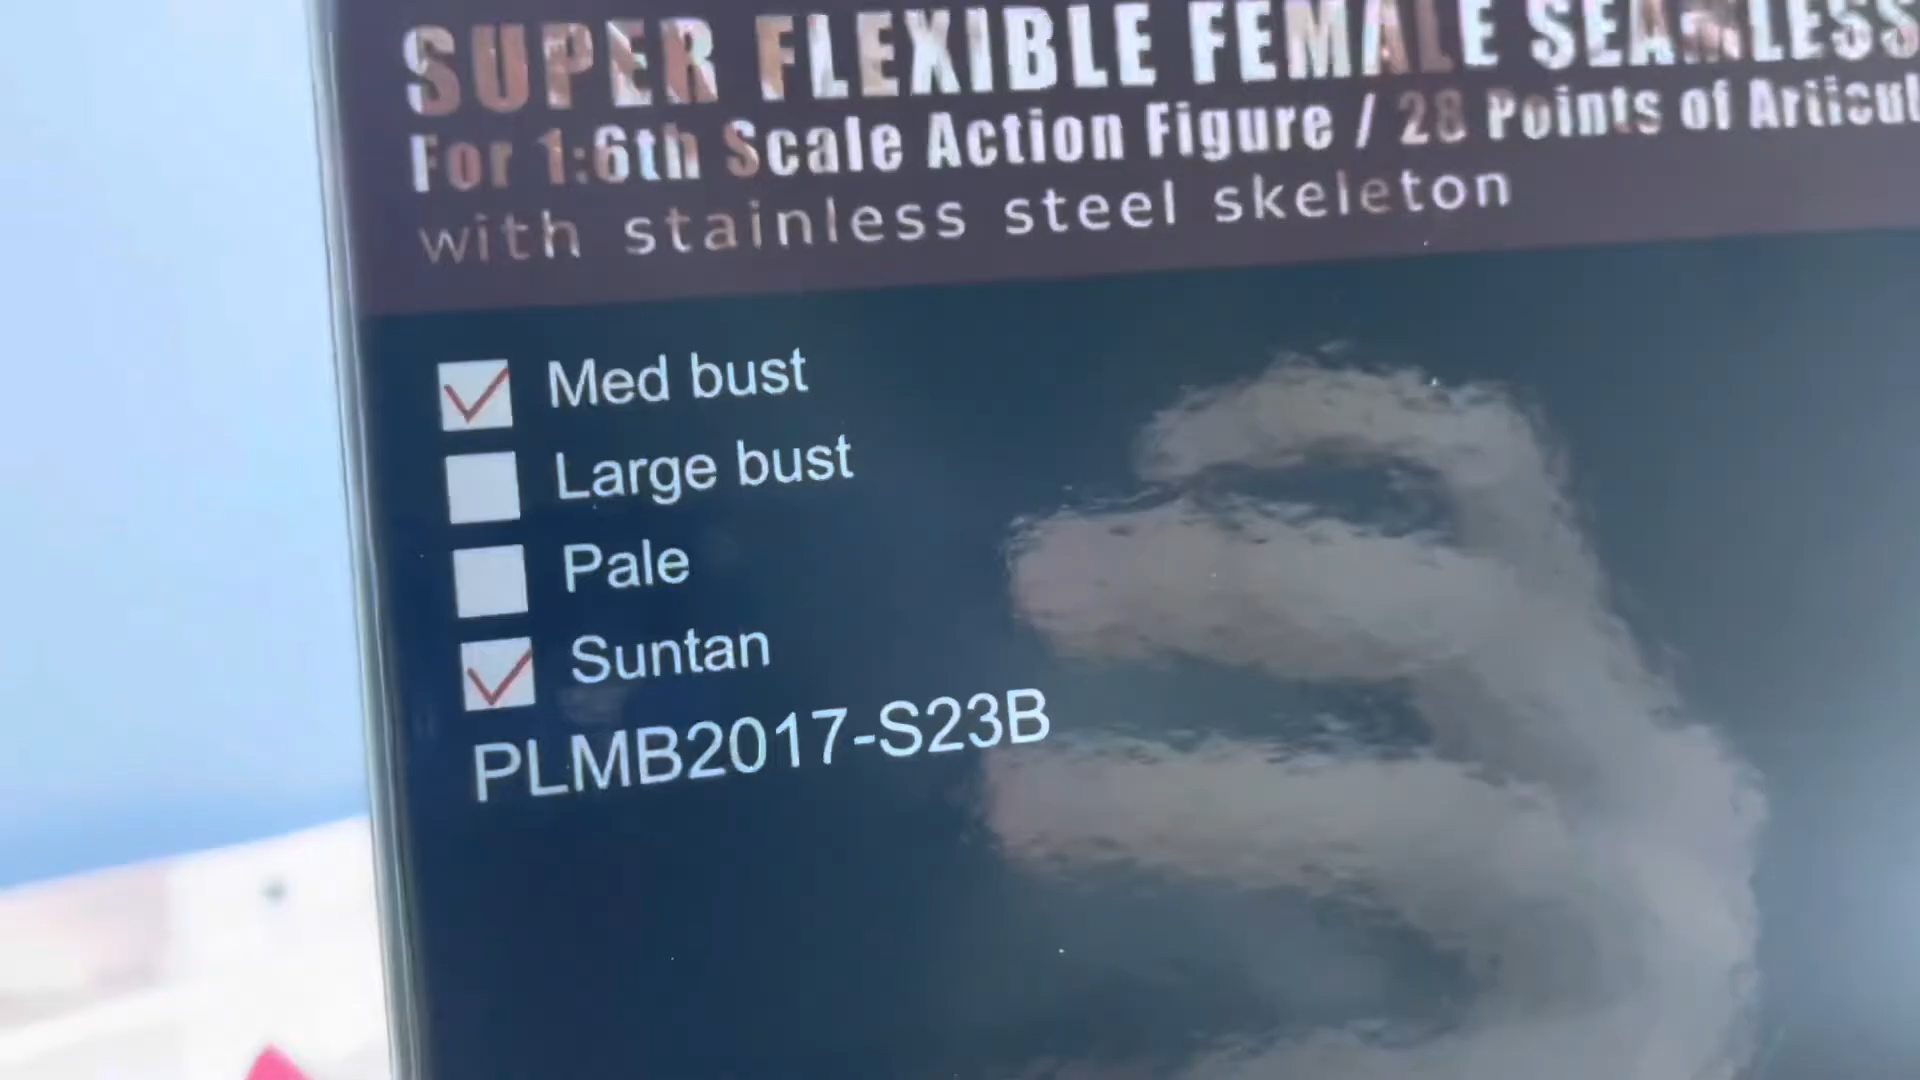 SUPER FLEXIBLE FEMALE SEAMLESS
For 1:6th Scale Action Figure / 28 Points of
with stainless steel skeleton
Med bust
Large bust
Pale
Suntan
PLMB2017-S23B